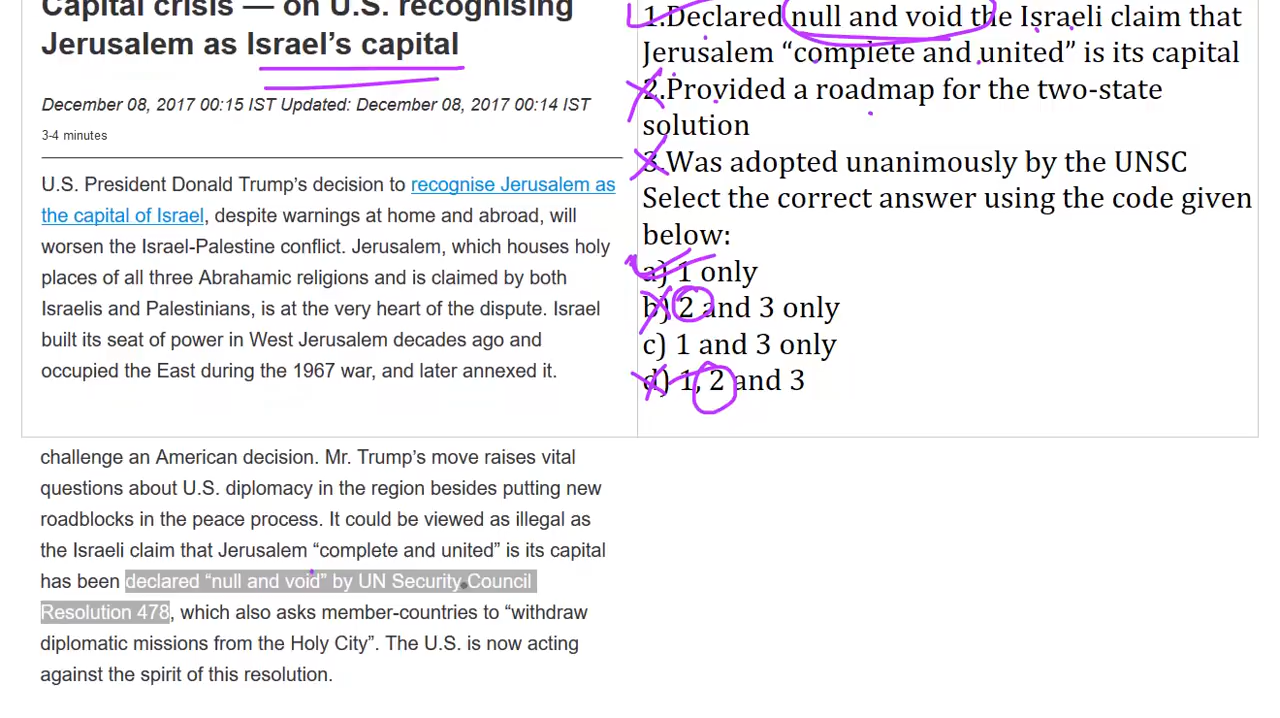 Capital crisis — on U.S. recognising
Jerusalem as Israel’s capital
December 08, 2017 00:15 IST Updated: December 08, 2017 00:14 IST
3-4 minutes
U.S. President Donald Trump’s decision to recognise Jerusalem as
the capital of Israel, despite warnings at home and abroad, will
worsen the Israel-Palestine conflict. Jerusalem, which houses holy
places of all three Abrahamic religions and is claimed by both
Israelis and Palestinians, is at the very heart of the dispute. Israel
built its seat of power in West Jerusalem decades ago and
occupied the East during the 1967 war, and later annexed it.
challenge an American decision. Mr. Trump’s move raises vital
questions about U.S. diplomacy in the region besides putting new
roadblocks in the peace process. It could be viewed as illegal as
the Israeli claim that Jerusalem “complete and united” is its capital
has been declared “null and void” by UN Security Council
Resolution 478, which also asks member-countries to “withdraw
diplomatic missions from the Holy City”. The U.S. is now acting
against the spirit of this resolution.
1.Declared null and void the Israeli claim that
Jerusalem “complete and united” is its capital
2.Provided a roadmap for the two-state
solution
3.Was adopted unanimously by the UNSC
Select the correct answer using the code given
below:
a) 1 only
b) 2 and 3 only
c) 1 and 3 only
d) 1, 2 and 3